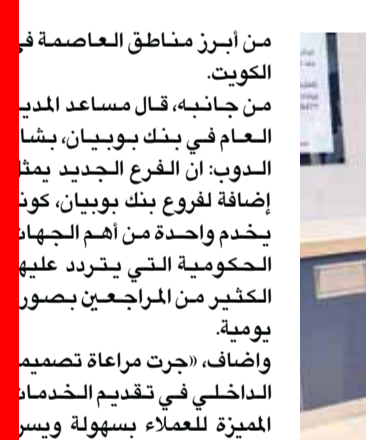 من أبرز مناطق العاصمة في
الكويت.
من جانبه، قال مساعد المدير
العام في بنك بوبيان، بشا
الدوب: ان الفرع الجديد يمثل
إضافة لفروع بنك بوبيان، كونه
يخدم واحدة من أهم الجهات
الحكومية التي يتردد عليها
الكثير من المراجعين بصور
يومية.
واضاف، «جرت مراعاة تصميم
الداخلي في تقديم الخدمات
المميزة للعملاء بسهولة ويسر